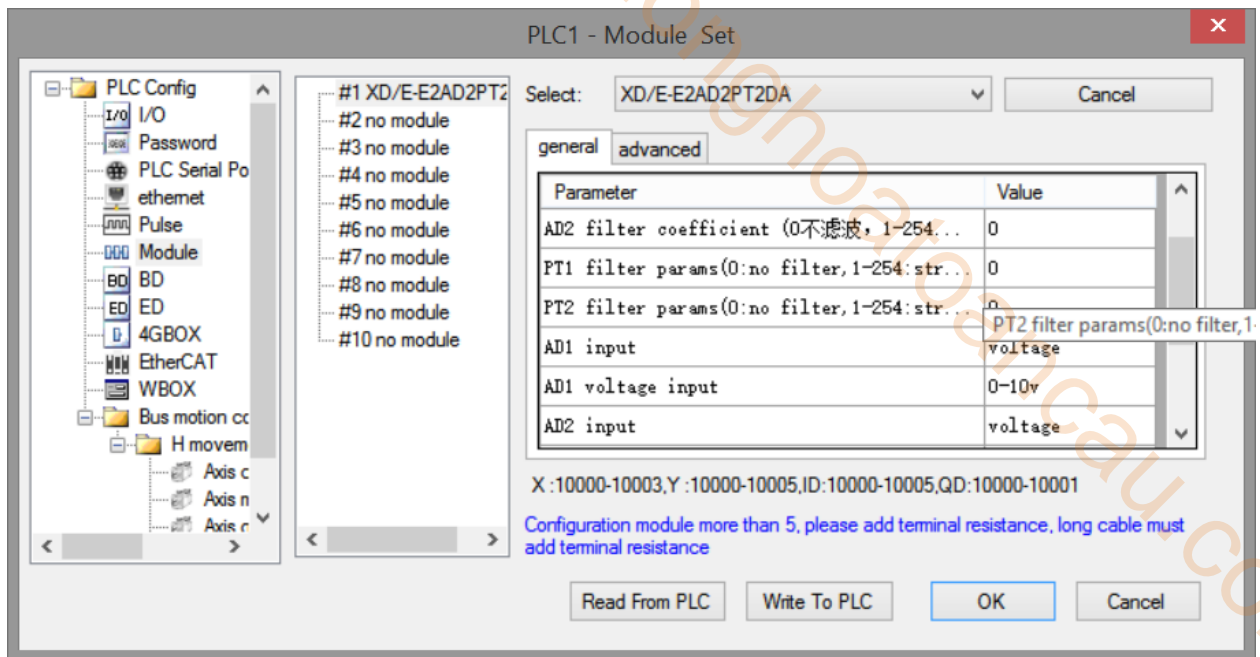 PLC1 - Module Set
PLC Config
I/O
Password
PLC Serial Po
ethernet
Pulse
Module
BD
ED
4GBOX
EtherCAT
WBOX
Bus motion cc
H movem
Axis c
Axis n
Axis c
#1 XD/E-E2AD2PT2
#2 no module
#3 no module
#4 no module
#5 no module
#6 no module
#7 no module
#8 no module
#9 no module
#10 no module
Select: XD/E-E2AD2PT2DA Cancel
general advanced
Parameter Value
AD2 filter coefficient (0不滤波，1-254... 0
PT1 filter params(0:no filter,1-254:str... 0
PT2 filter params(0:no filter,1-254:str... 0
PT2 filter params(0:no filter,1-
AD1 input voltage
AD1 voltage input 0-10v
AD2 input voltage
X :10000-10003,Y :10000-10005,ID:10000-10005,QD:10000-10001
Configuration module more than 5, please add terminal resistance, long cable must
add terminal resistance
Read From PLC Write To PLC OK Cancel